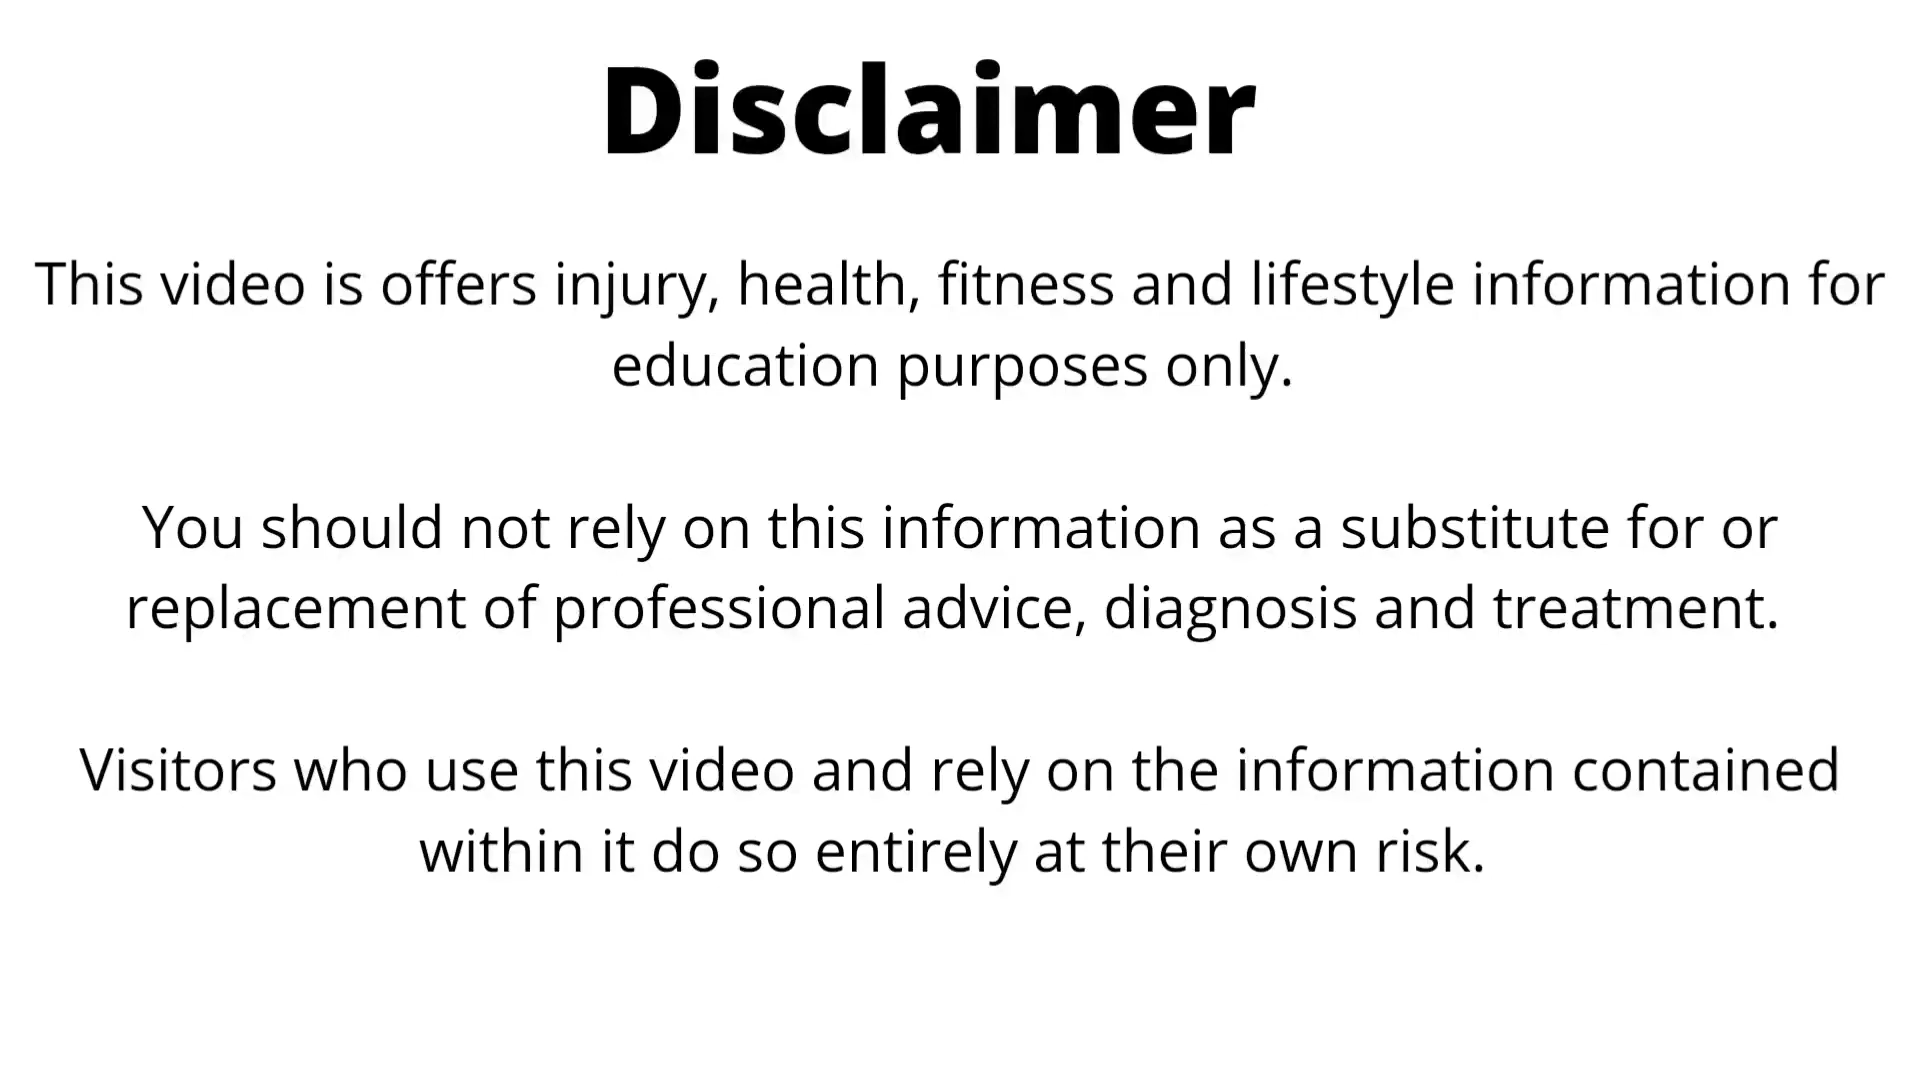 Disclaimer
This video is offers injury, health, fitness and lifestyle information for
education purposes only.
You should not rely on this information as a substitute for or
replacement of professional advice, diagnosis and treatment.
Visitors who use this video and rely on the information contained
within it do so entirely at their own risk.